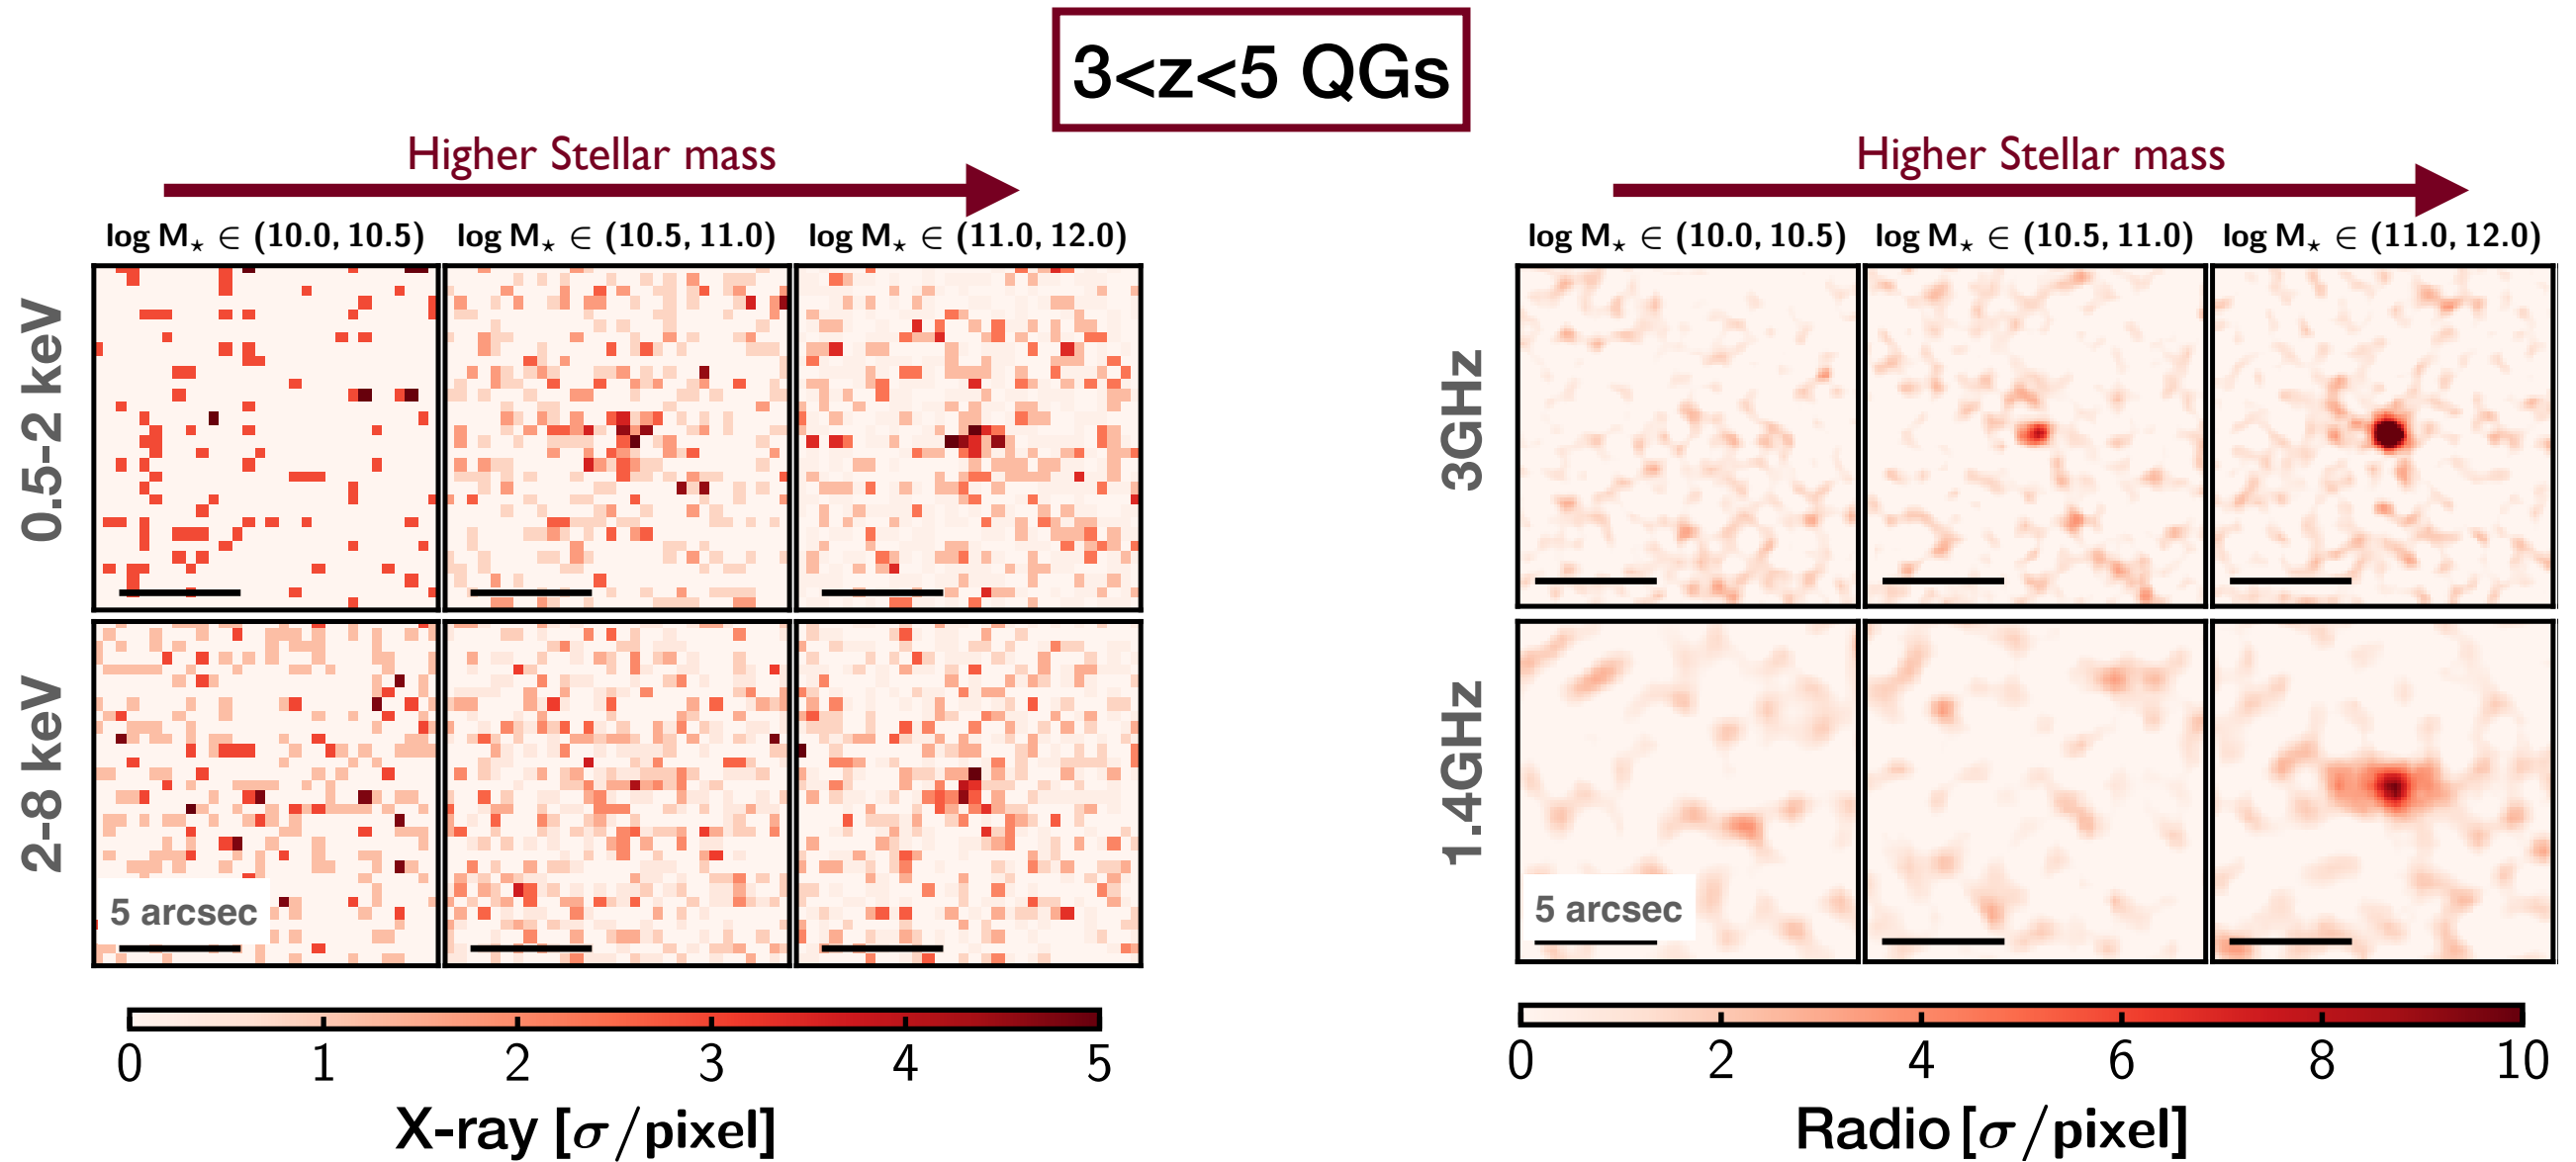 3<z<5 QGs
Higher Stellar mass
log M⋆ ∈ (10.0, 10.5) log M⋆ ∈ (10.5, 11.0) log M⋆ ∈ (11.0, 12.0)
0.5-2 keV
2-8 keV
5 arcsec
0 1 2 3 4 5
X-ray [σ/pixel]
Higher Stellar mass
log M⋆ ∈ (10.0, 10.5) log M⋆ ∈ (10.5, 11.0) log M⋆ ∈ (11.0, 12.0)
3GHz
1.4GHz
5 arcsec
0 2 4 6 8 10
Radio [σ/pixel]